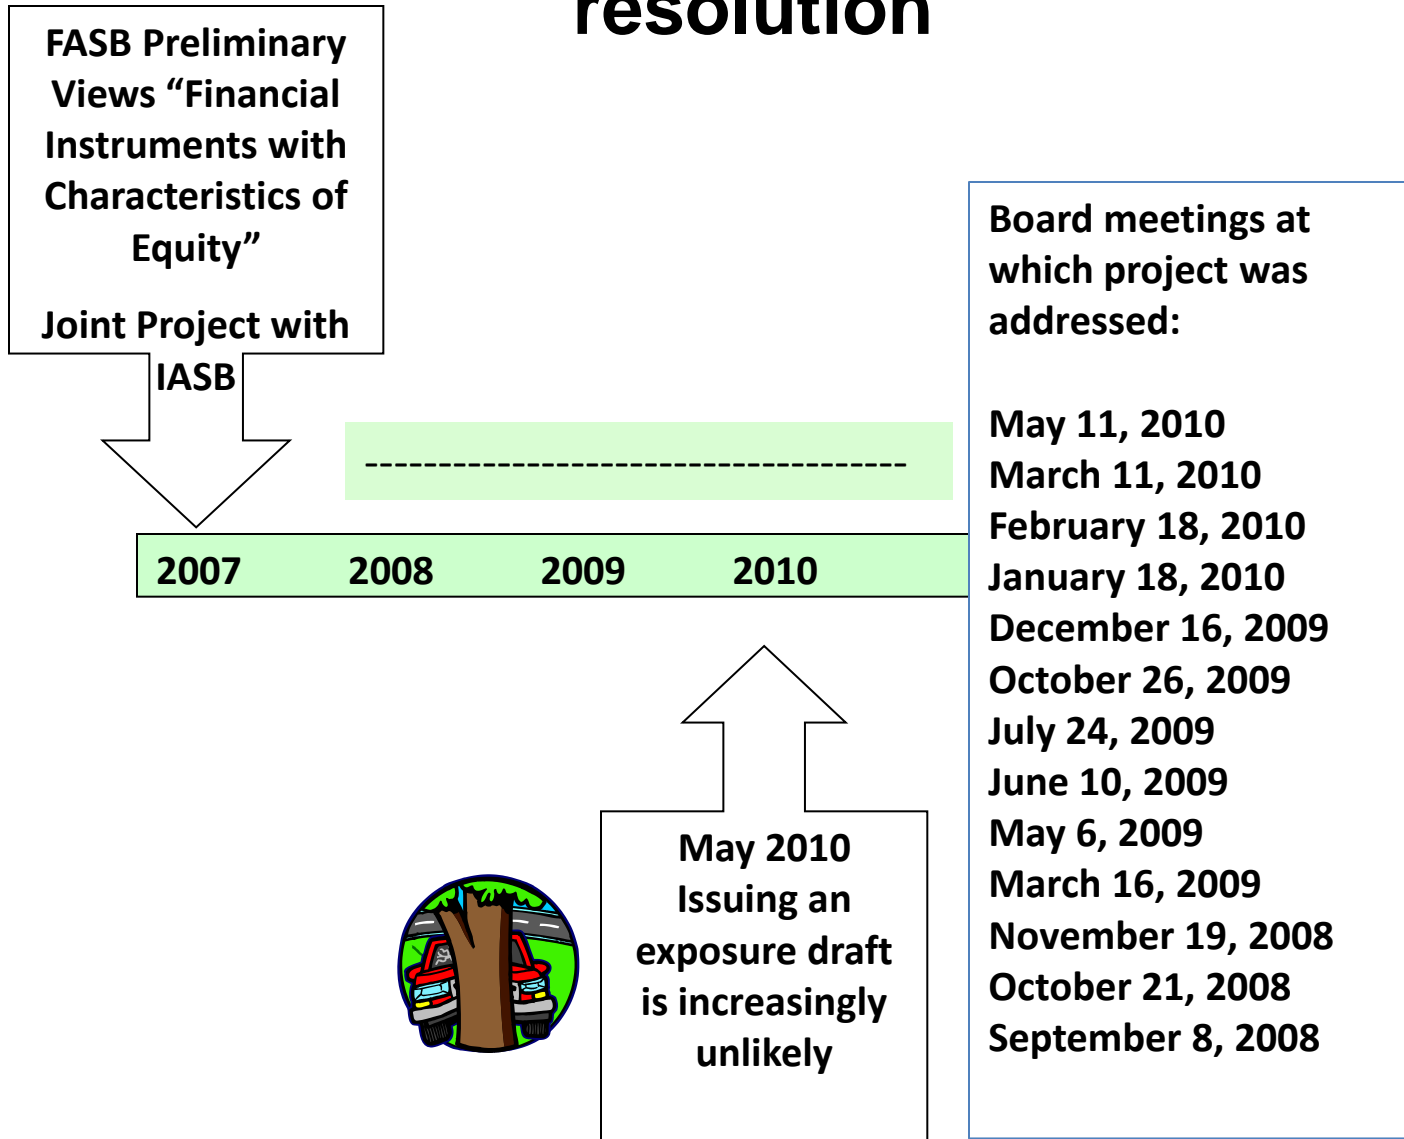 resolution
FASB Preliminary
Views “Financial
Instruments with
Characteristics of
Equity”
Joint Project with
IASB
-------------------------------------
2007 2008 2009 2010
May 2010
Issuing an
exposure draft
is increasingly
unlikely
Board meetings at
which project was
addressed:
May 11, 2010
March 11, 2010
February 18, 2010
January 18, 2010
December 16, 2009
October 26, 2009
July 24, 2009
June 10, 2009
May 6, 2009
March 16, 2009
November 19, 2008
October 21, 2008
September 8, 2008